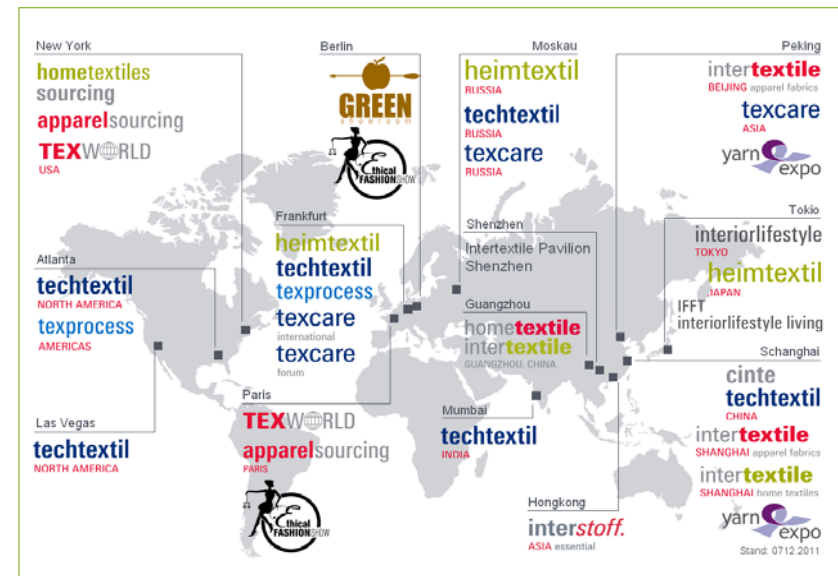 New York
hometextiles
sourcing
apparelsourcing
TEXWORLD
USA
Berlin
GREEN
showroom
Ethical
FASHIONSHOW
Moskau
heimtextil
RUSSIA
techtextil
RUSSIA
texcare
RUSSIA
Peking
intertextile
BEIJING apparel fabrics
texcare
ASIA
yarn
expo
Atlanta
techtextil
NORTH AMERICA
texprocess
AMERICAS
Frankfurt
heimtextil
techtextil
texprocess
texcare
international
texcare
forum
Shenzhen
Intertextile Pavilion
Shenzhen
Guangzhou
hometextile
intertextile
GUANGZHOU, CHINA
Tokio
interiorlifestyle
TOKYO
heimtextil
JAPAN
IFFT
interiorlifestyle living
Las Vegas
techtextil
NORTH AMERICA
Paris
TEXWORLD
apparelsourcing
PARIS
Ethical
FASHIONSHOW
Mumbai
techtextil
INDIA
Hongkong
interstoff.
ASIA essential
Schanghai
cinte
techtextil
CHINA
intertextile
SHANGHAI apparel fabrics
intertextile
SHANGHAI home textiles
yarn
expo
Stand: 0712.2011